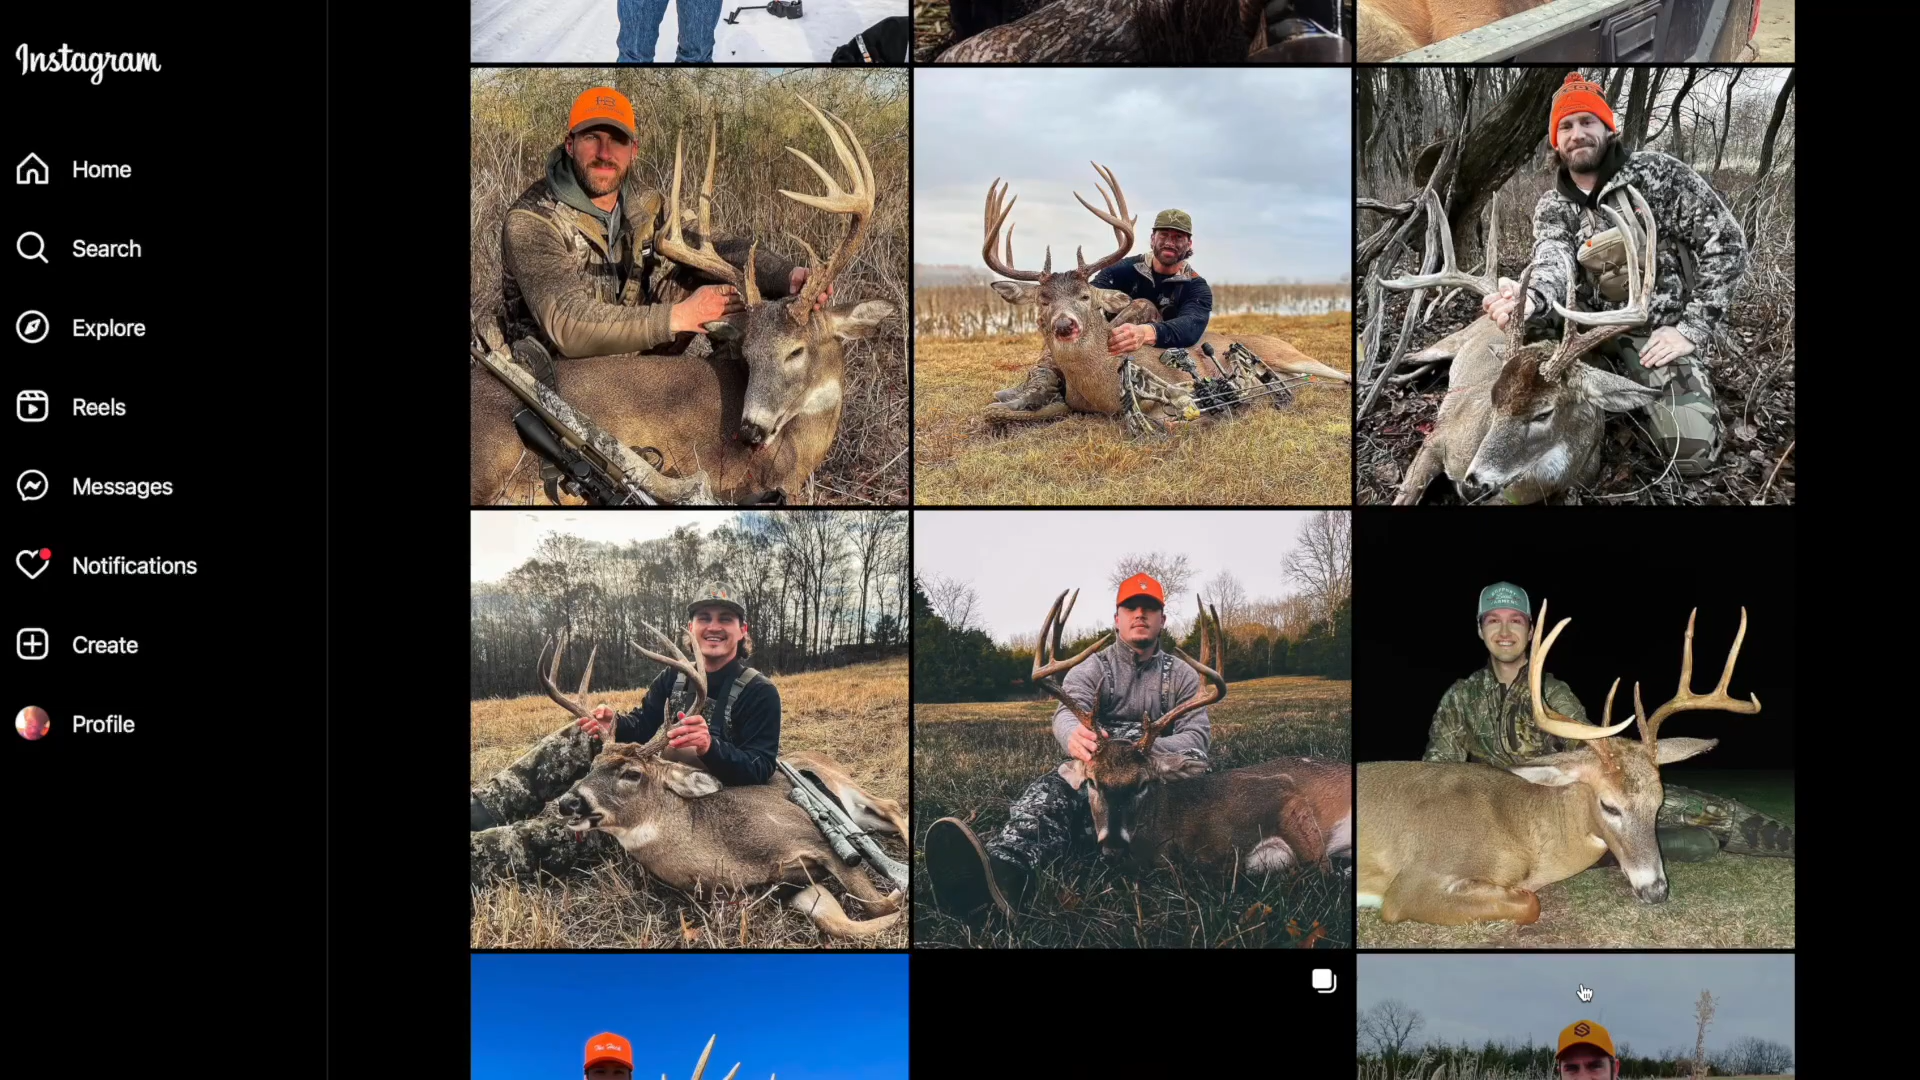 Instagram
Home
Search
Explore
Reels
Messages
Notifications
Create
Profile